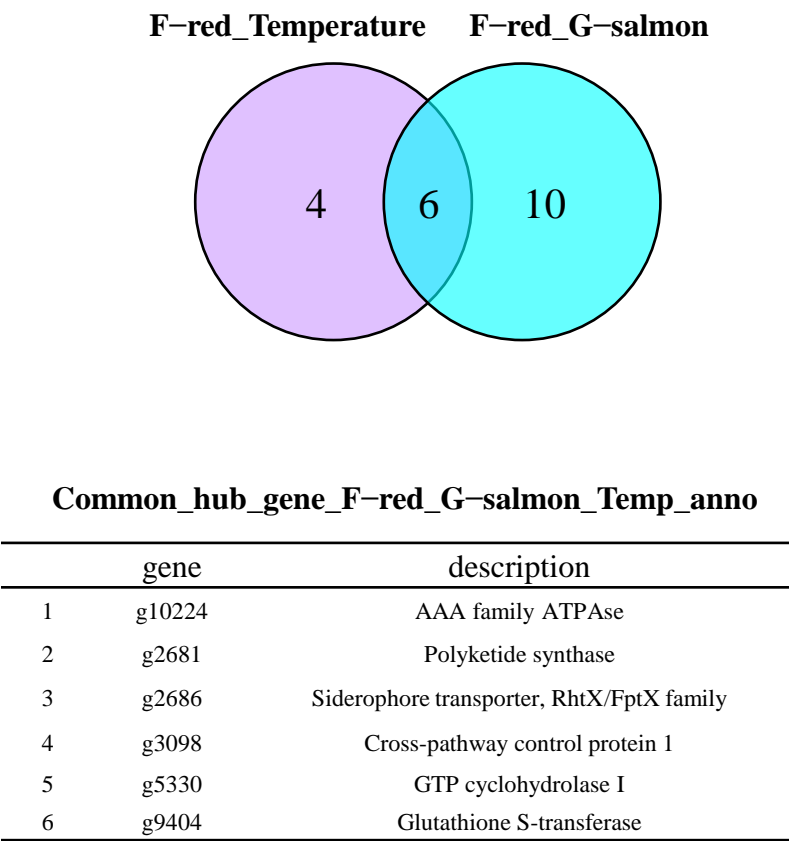 F−red_Temperature F−red_G−salmon
4 6 10
Common_hub_gene_F−red_G−salmon_Temp_anno
gene description
1 g10224 AAA family ATPAse
2 g2681 Polyketide synthase
3 g2686 Siderophore transporter, RhtX/FptX family
4 g3098 Cross-pathway control protein 1
5 g5330 GTP cyclohydrolase I
6 g9404 Glutathione S-transferase